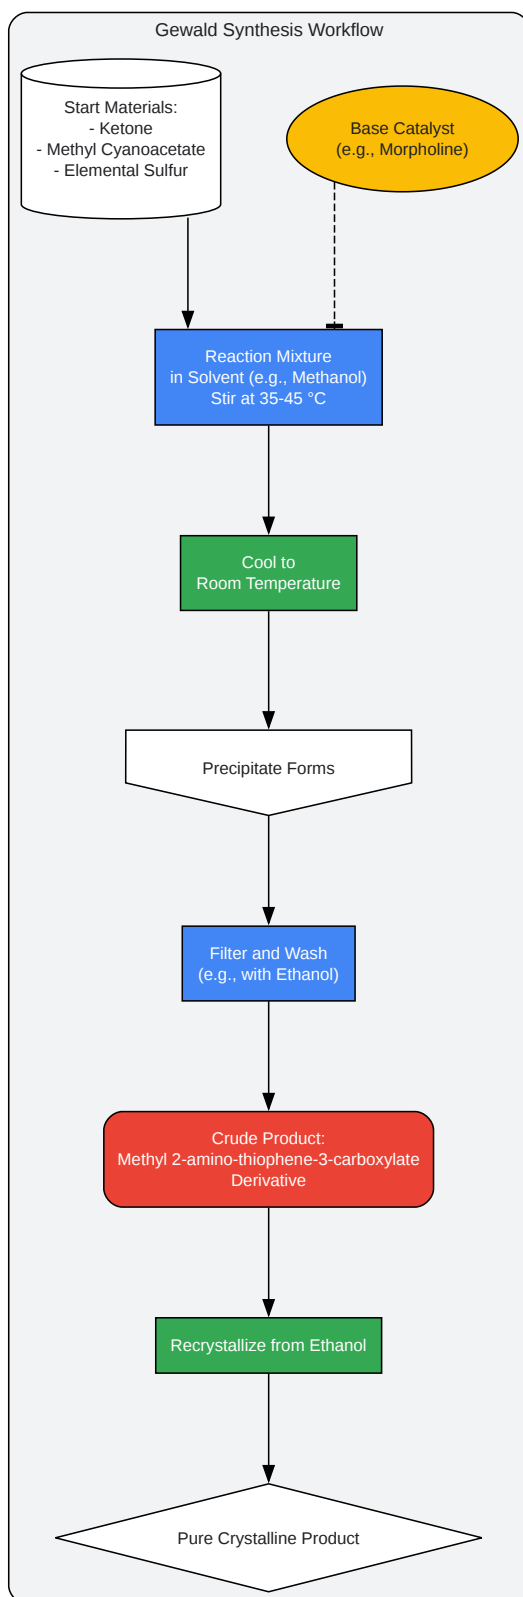 Gewald Synthesis Workflow
Start Materials:
- Ketone
- Methyl Cyanoacetate
- Elemental Sulfur
Base Catalyst
(e.g., Morpholine)
Reaction Mixture
in Solvent (e.g., Methanol)
Stir at 35-45 °C
Cool to
Room Temperature
Precipitate Forms
Filter and Wash
(e.g., with Ethanol)
Crude Product:
Methyl 2-amino-thiophene-3-carboxylate
Derivative
Recrystallize from Ethanol
Pure Crystalline Product